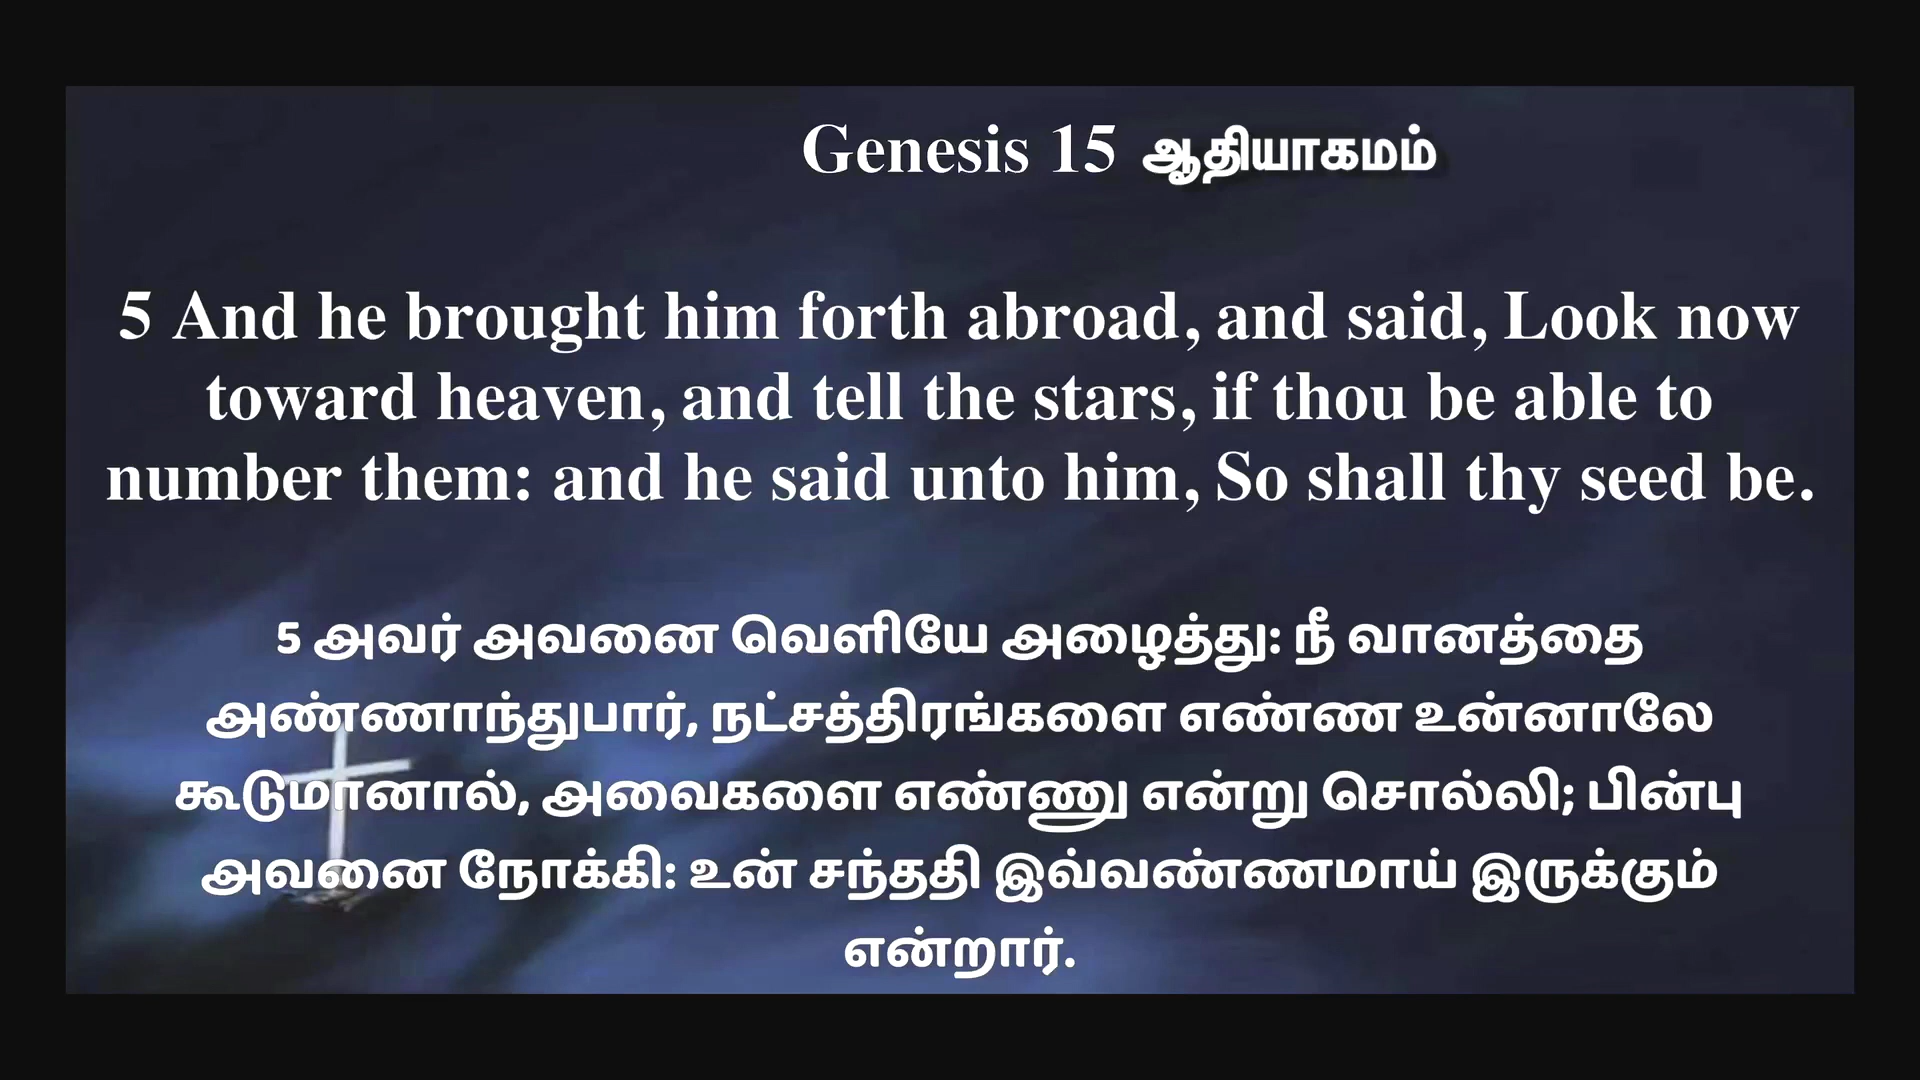 Genesis 15 ஆதியாகமம்
5 And he brought him forth abroad, and said, Look now
toward heaven, and tell the stars, if thou be able to
number them: and he said unto him, So shall thy seed be.
5 அவர் அவனை வெளியே அழைத்து: நீ வானத்தை
அண்ணாந்துபார், நட்சத்திரங்களை எண்ண உன்னாலே
கூடுமானால், அவைகளை எண்ணு என்று சொல்லி; பின்பு
அவனை நோக்கி: உன் சந்ததி இவ்வண்ணமாய் இருக்கும்
என்றார்.